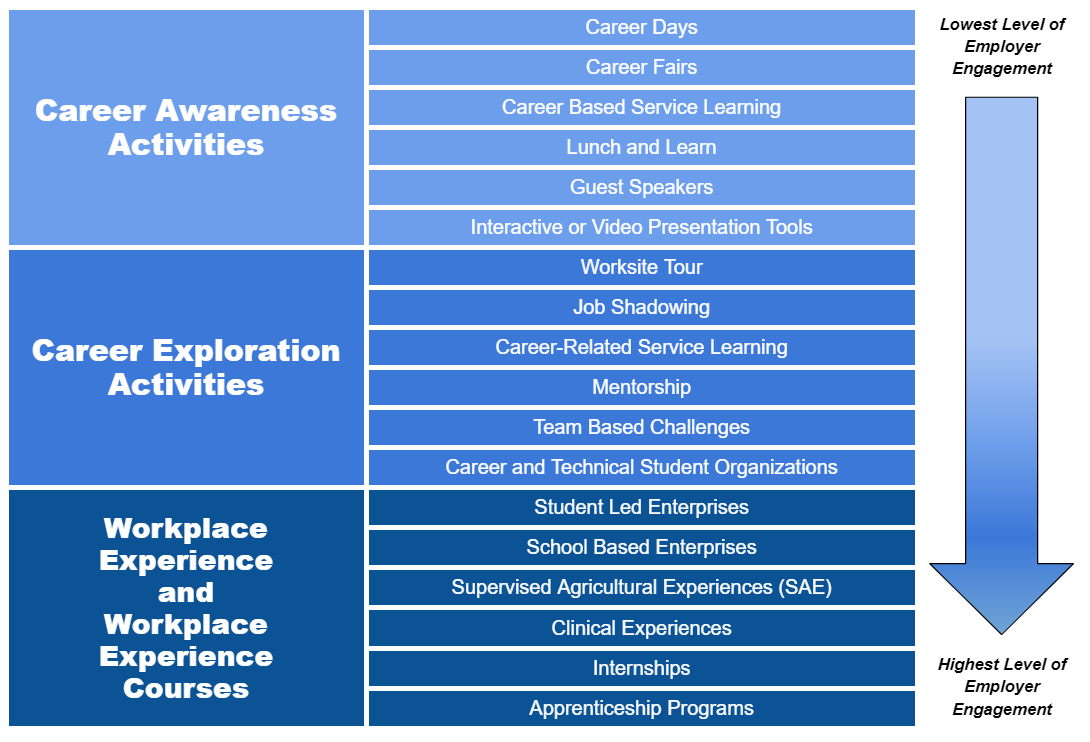 Career Awareness
Activities
Career Days
Career Fairs
Career Based Service Learning
Lunch and Learn
Guest Speakers
Interactive or Video Presentation Tools
Career Exploration
Activities
Worksite Tour
Job Shadowing
Career-Related Service Learning
Mentorship
Team Based Challenges
Career and Technical Student Organizations
Workplace
Experience
and
Workplace
Experience
Courses
Student Led Enterprises
School Based Enterprises
Supervised Agricultural Experiences (SAE)
Clinical Experiences
Internships
Apprenticeship Programs
Lowest Level of
Employer
Engagement
Highest Level of
Employer
Engagement